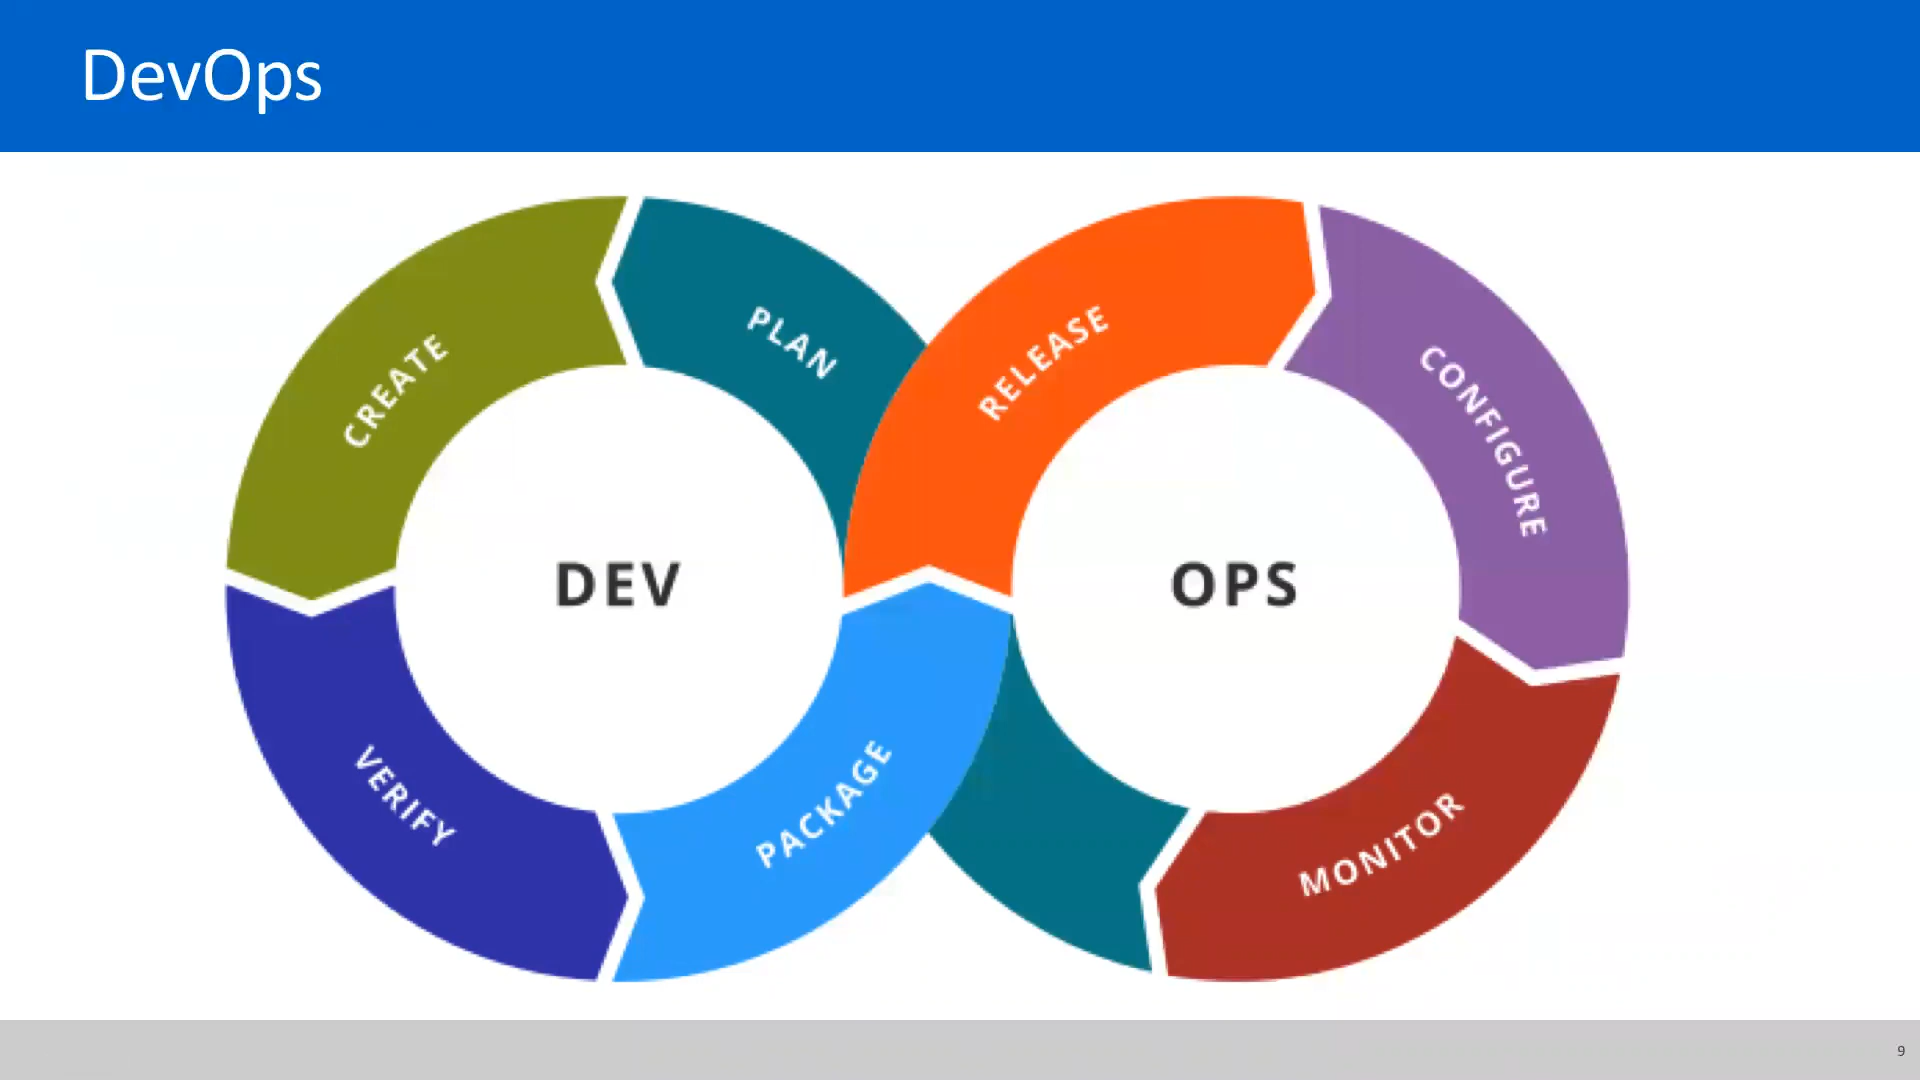 DevOps
CREATE
PLAN
RELEASE
CONFIGURE
DEV
OPS
VERIFY
PACKAGE
MONITOR
9